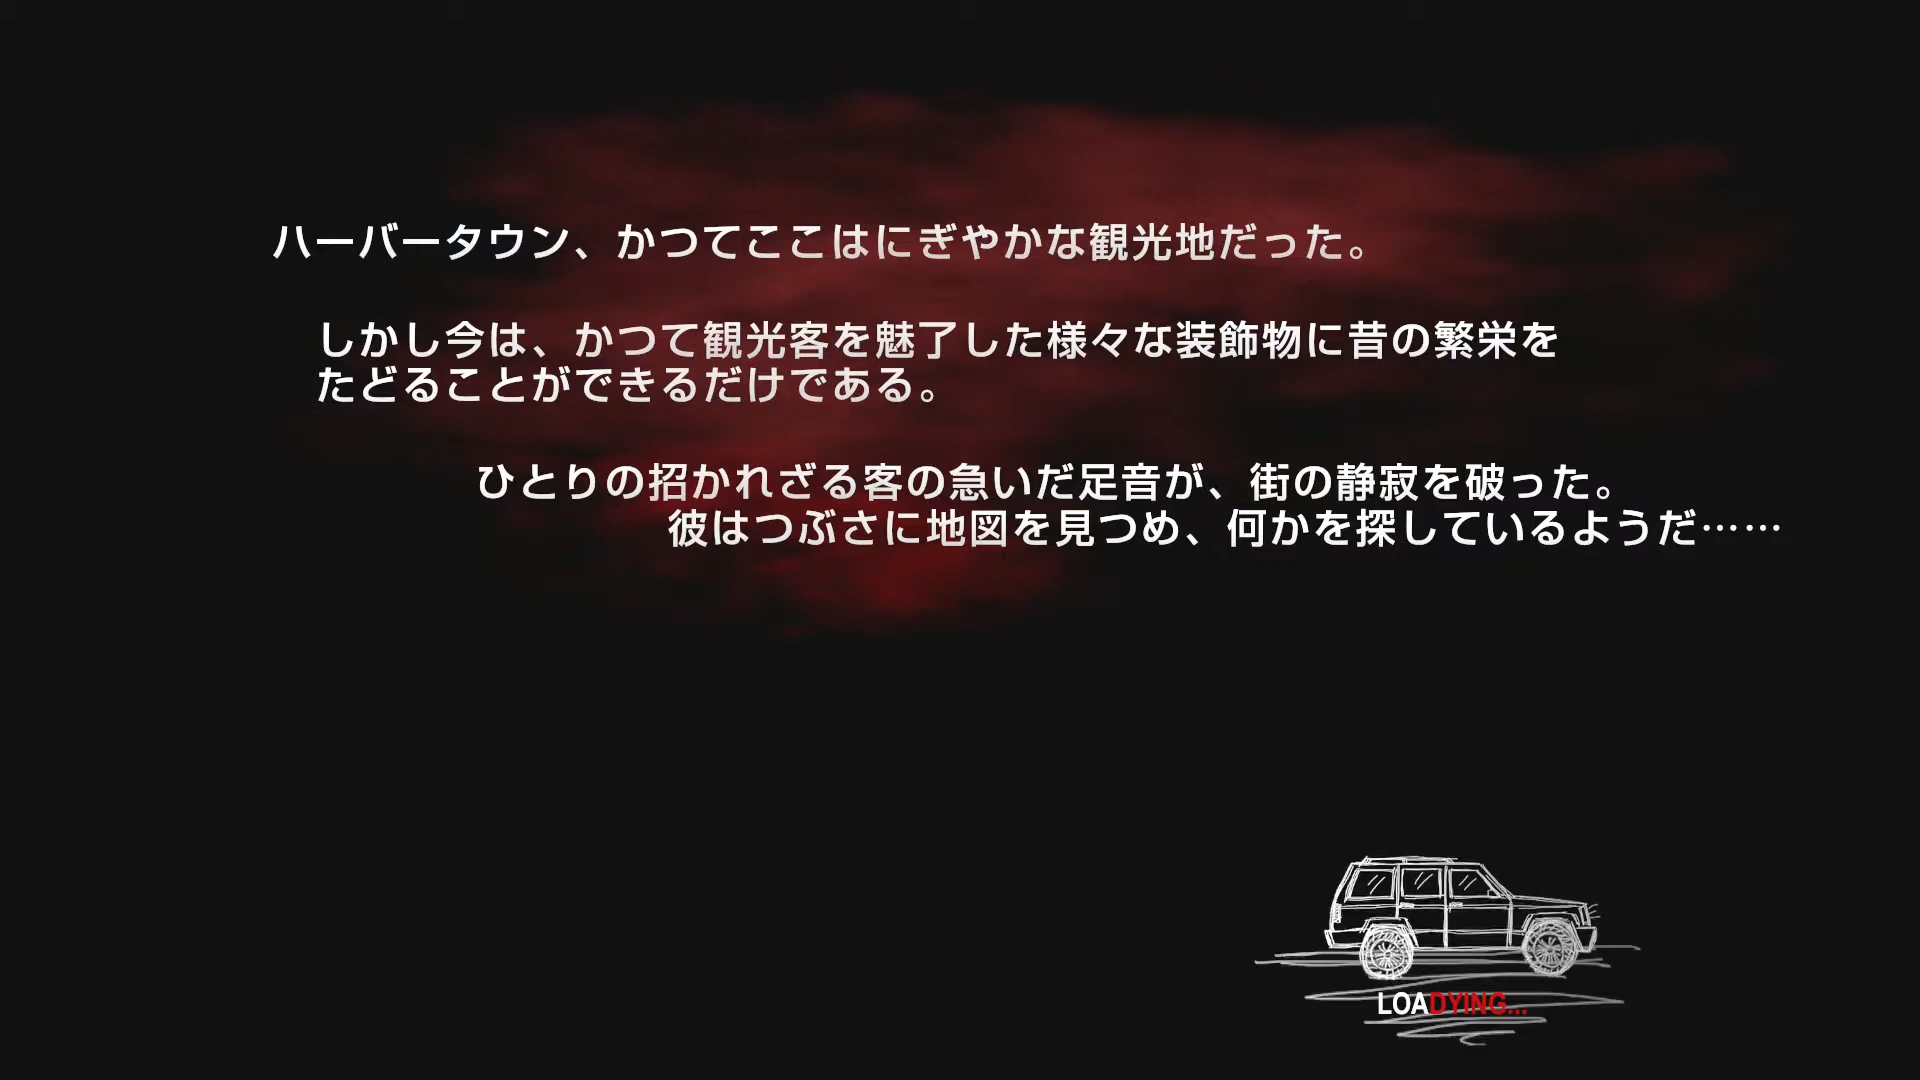 ハーバータウン、かつてここはにぎやかな観光地だった。
しかし今は、かつて観光客を魅了した様々な装飾物に昔の繁栄を
たどることができるだけである。
ひとりの招かれざる客の急いだ足音が、街の静寂を破った。
彼はつぶさに地図を見つめ、何かを探しているようだ……
LOADYING...